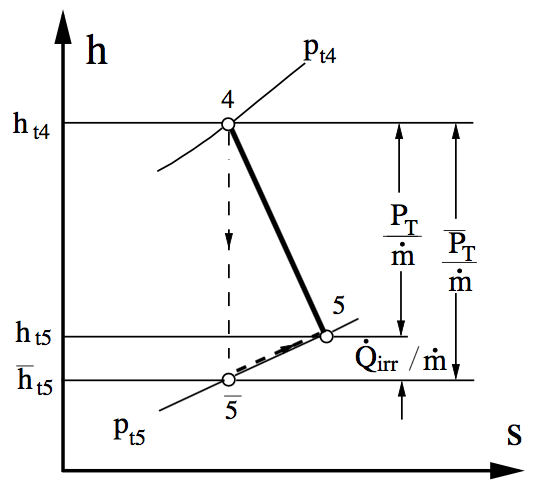 h
p_t4
4
h_t4
P_T
ṁ
P̅_T
ṁ
5
h_t5
Q̇_irr / ṁ
h̅_t5
5̅
p_t5
s